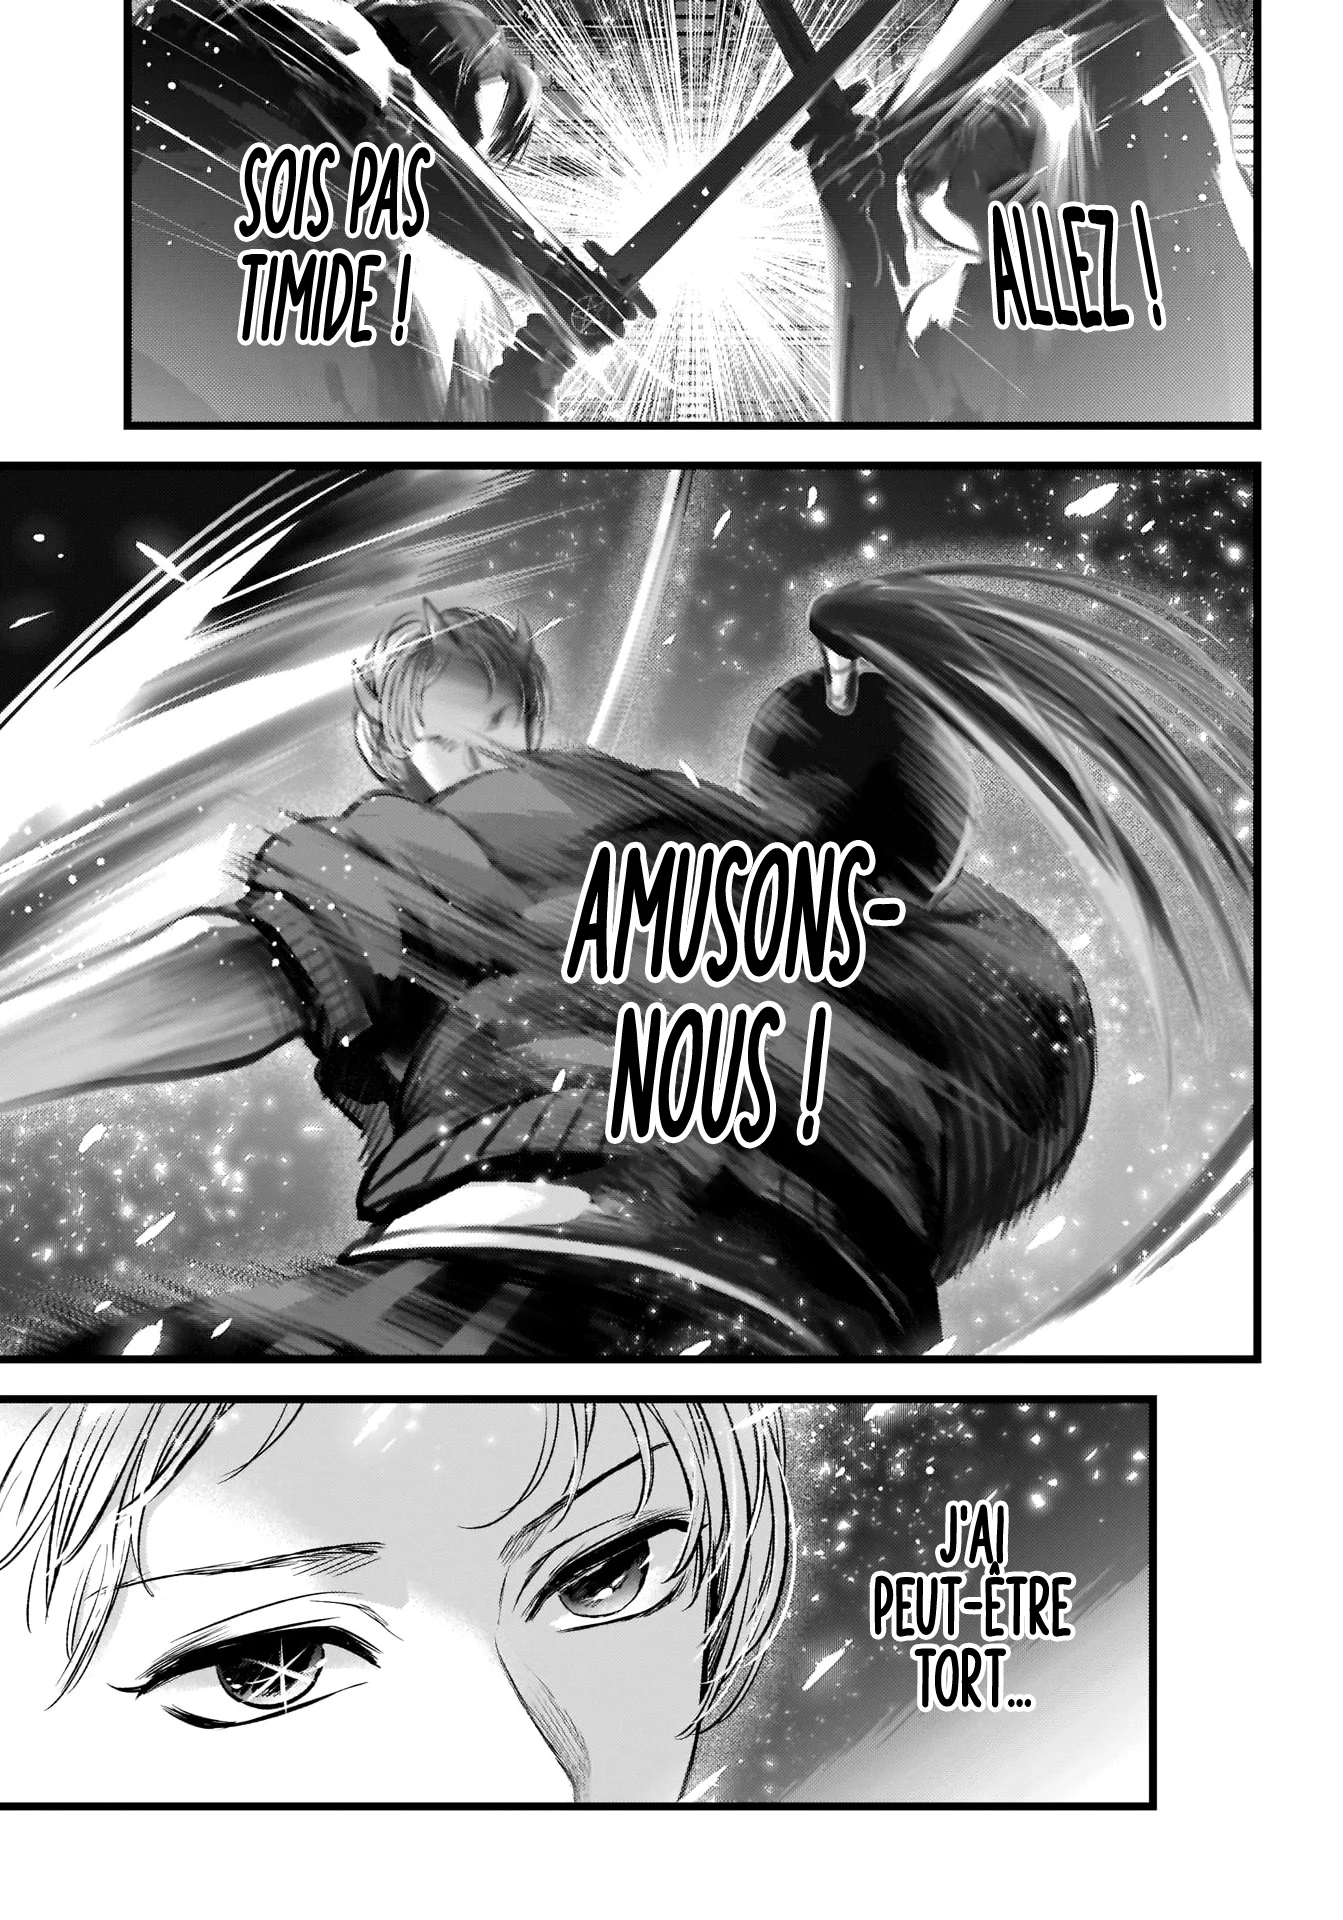 ALLEZ !
SOIS PAS
TIMIDE !
AMUSONS-
NOUS !
J'AI
PEUT-ÊTRE
TORT...